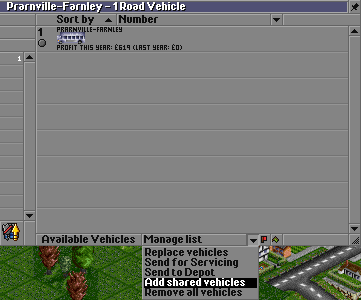 Prarnville-Farnley - 1 Road Vehicle
Sort by Number
1 PRARNVILLE-FARNLEY
PROFIT THIS YEAR: £619 (LAST YEAR: £0)
1
Available Vehicles Manage list
Replace vehicles
Send for Servicing
Send to Depot
Add shared vehicles
Remove all vehicles